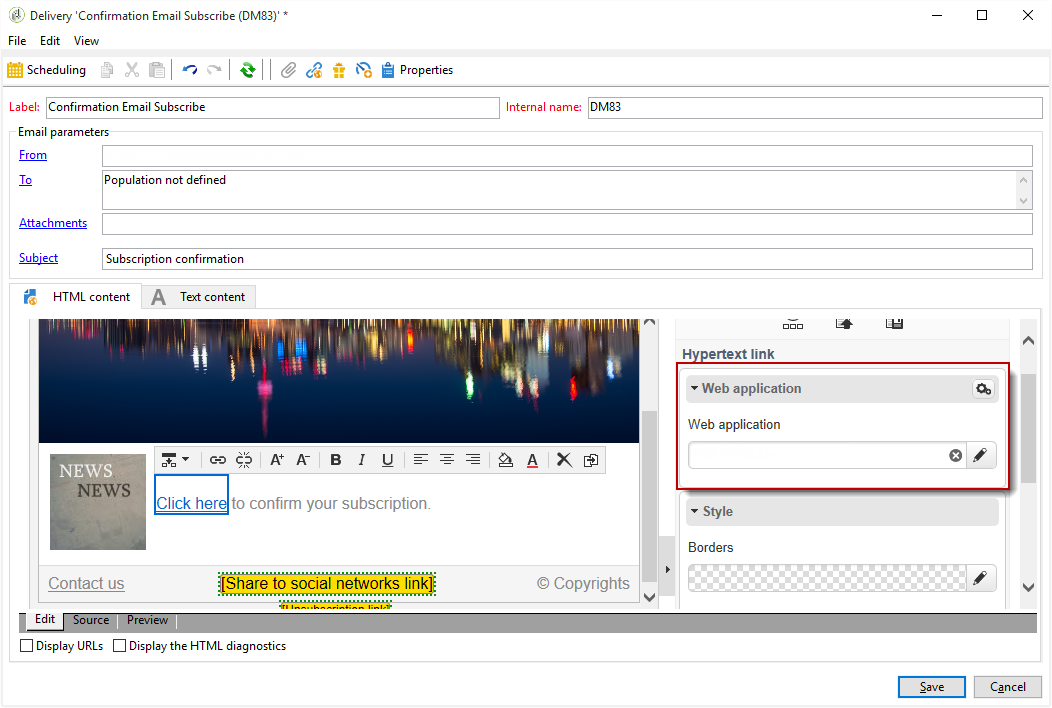 Delivery 'Confirmation Email Subscribe (DM83)' *
File Edit View
Scheduling Properties
Label: Confirmation Email Subscribe Internal name: DM83
Email parameters
From
To Population not defined
Attachments
Subject Subscription confirmation
HTML content A Text content
Hypertext link
Web application
Web application
NEWS
NEWS
A+ A- B I U A
Click here to confirm your subscription.
Style
Borders
Contact us [Share to social networks link] © Copyrights
[Unsubscription link]
Edit Source Preview
Display URLs Display the HTML diagnostics
Save Cancel